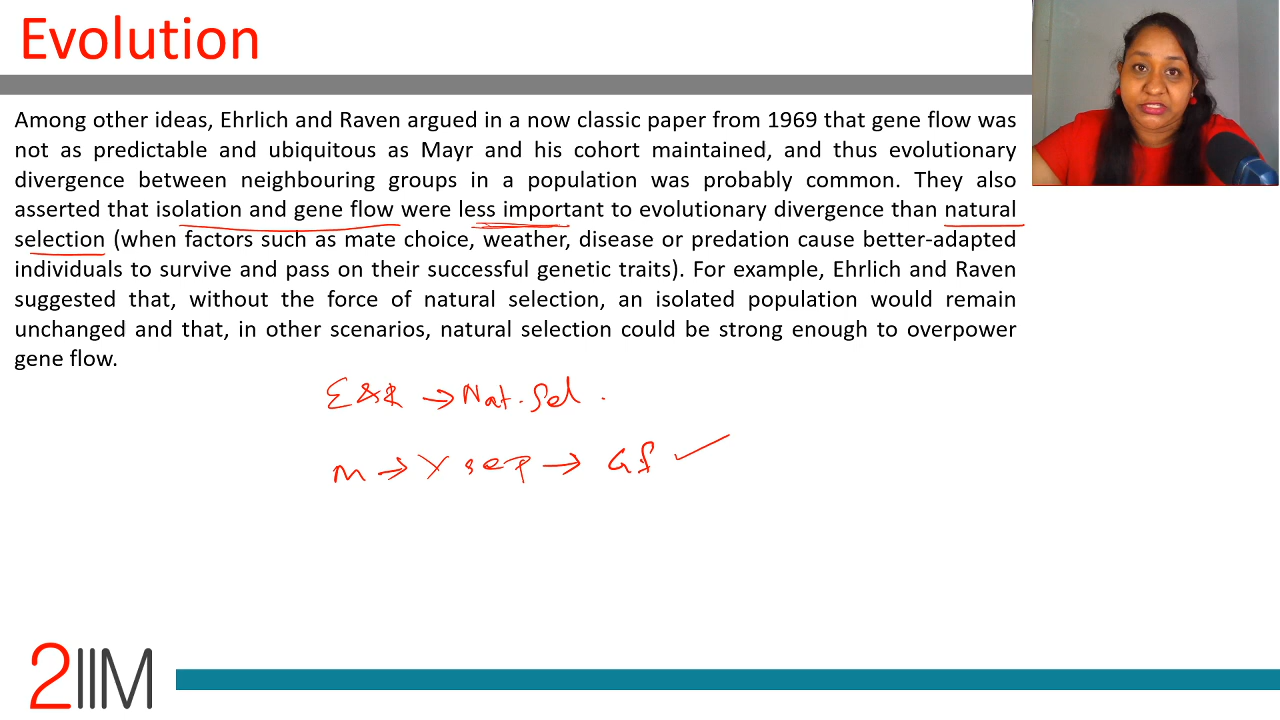 Evolution
Among other ideas, Ehrlich and Raven argued in a now classic paper from 1969 that gene flow was
not as predictable and ubiquitous as Mayr and his cohort maintained, and thus evolutionary
divergence between neighbouring groups in a population was probably common. They also
asserted that isolation and gene flow were less important to evolutionary divergence than natural
selection (when factors such as mate choice, weather, disease or predation cause better-adapted
individuals to survive and pass on their successful genetic traits). For example, Ehrlich and Raven
suggested that, without the force of natural selection, an isolated population would remain
unchanged and that, in other scenarios, natural selection could be strong enough to overpower
gene flow.
E&R → Nat. Sel.
M → X sep → Gf ✓
2IIM